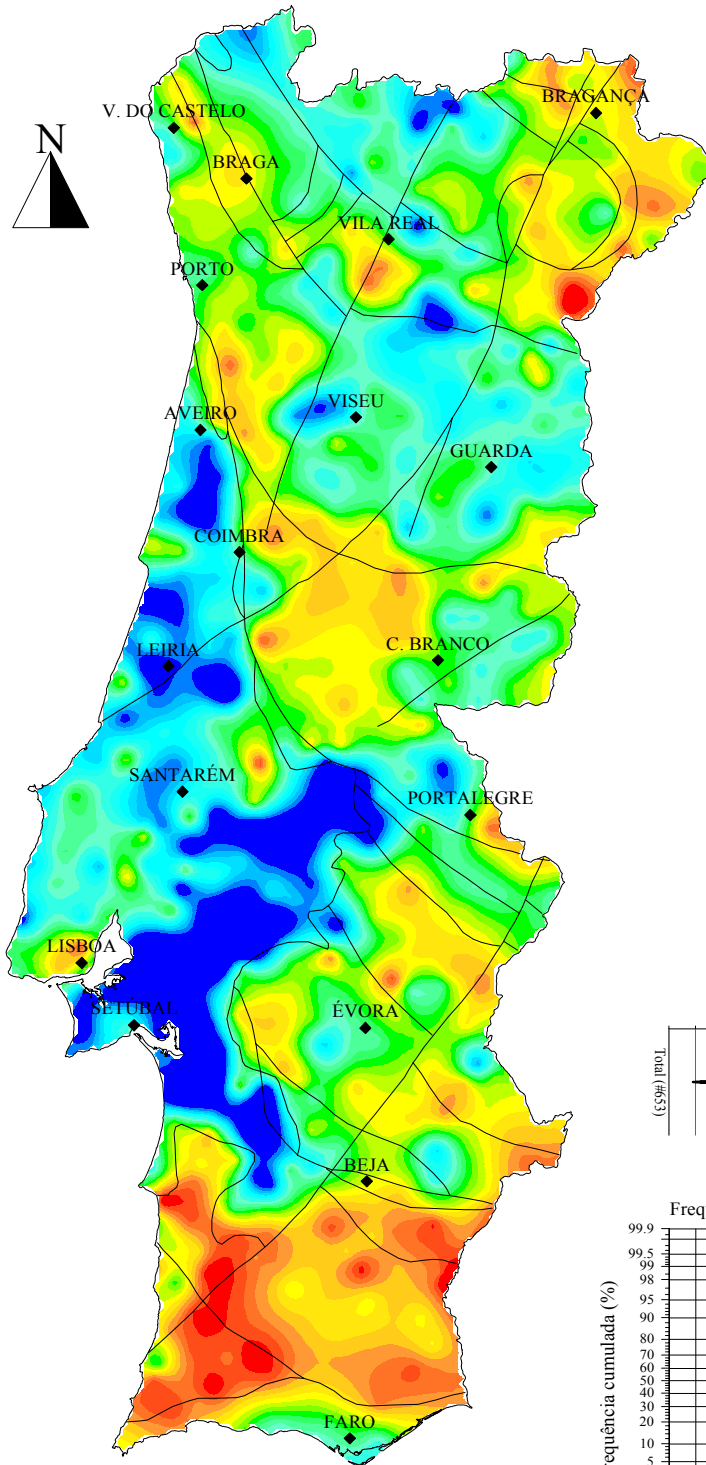 V. DO CASTELO
BRAGANÇA
N
BRAGA
VILA REAL
PORTO
VISEU
AVEIRO
GUARDA
COIMBRA
C. BRANCO
LEIRIA
SANTARÉM
PORTALEGRE
LISBOA
SETÚBAL
ÉVORA
Total (#653)
BEJA
Freq
99.9
99.5
99
98
95
90
80
70
60
50
40
30
20
10
5
requência cumulada (%)
FARO